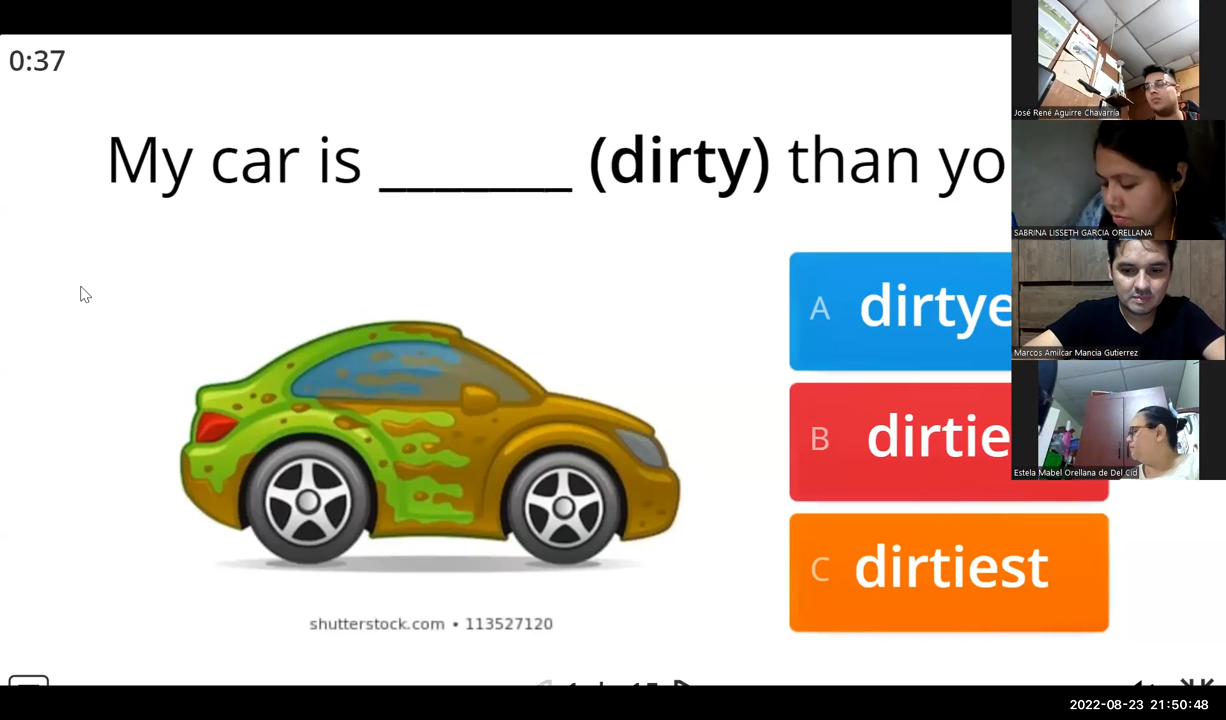 0:37
My car is _______ (dirty) than yo
A dirtye
B dirtie
C dirtiest
shutterstock.com • 113527120
José René Aguirre Chavarría
SABRINA LISSETH GARCIA ORELLANA
Marcos Amilcar Mancia Gutierrez
Estela Mabel Orellana de Del Cid
2022-08-23 21:50:48